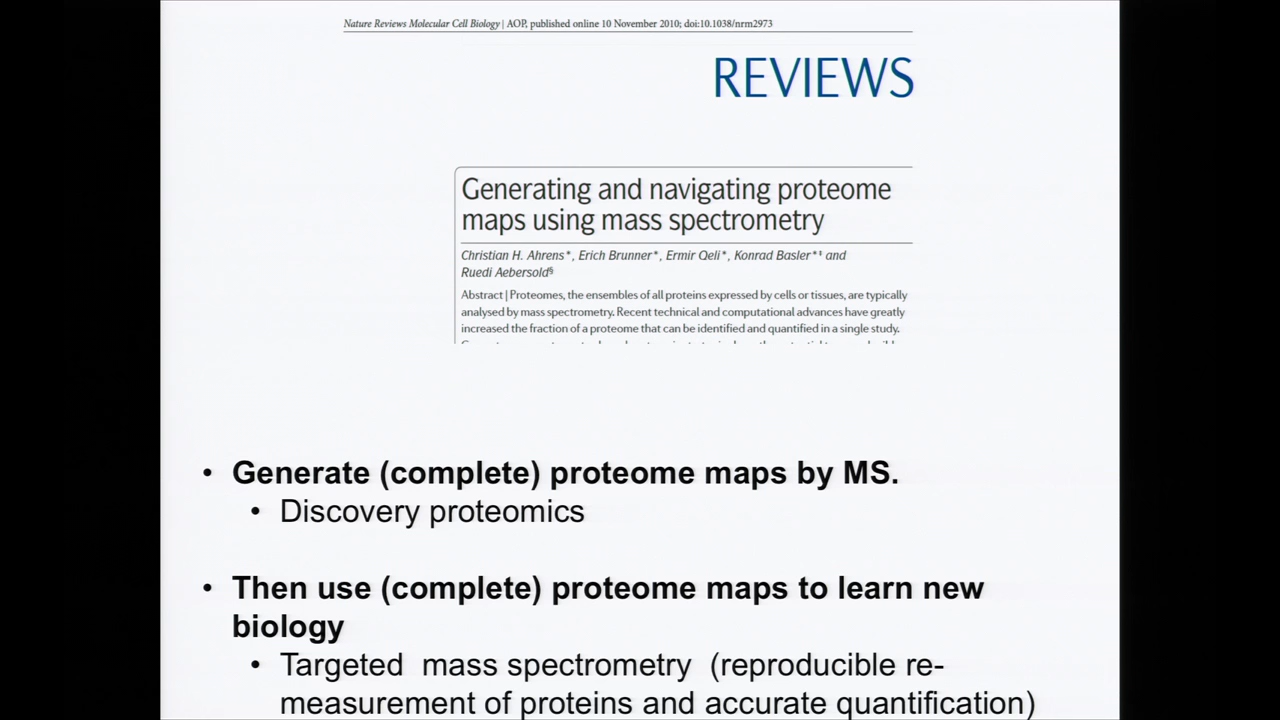 Nature Reviews Molecular Cell Biology | AOP, published online 10 November 2010; doi:10.1038/nrm2973
REVIEWS
Generating and navigating proteome
maps using mass spectrometry
Christian H. Ahrens*, Erich Brunner*, Ermir Qeli*, Konrad Basler*‡ and
Ruedi Aebersold§
Abstract | Proteomes, the ensembles of all proteins expressed by cells or tissues, are typically
analysed by mass spectrometry. Recent technical and computational advances have greatly
increased the fraction of a proteome that can be identified and quantified in a single study.
• Generate (complete) proteome maps by MS.
• Discovery proteomics
• Then use (complete) proteome maps to learn new
biology
• Targeted mass spectrometry (reproducible re-
measurement of proteins and accurate quantification)